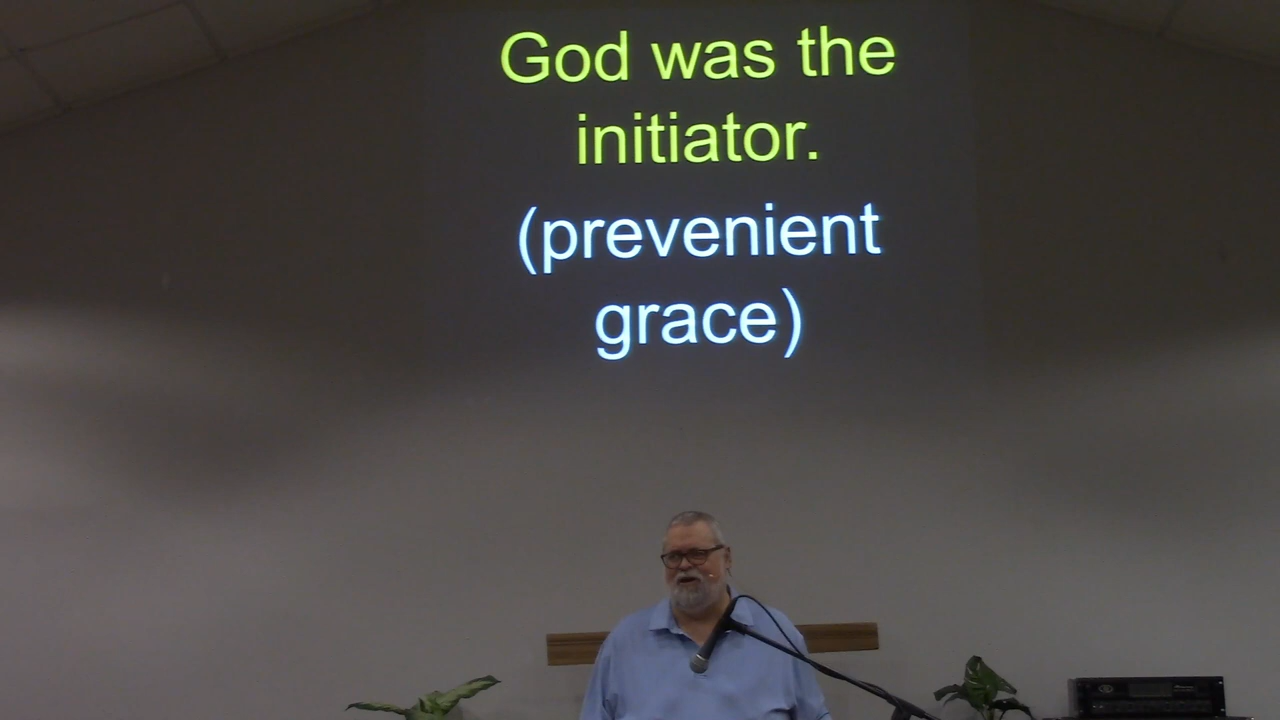 God was the
initiator.
(prevenient
grace)